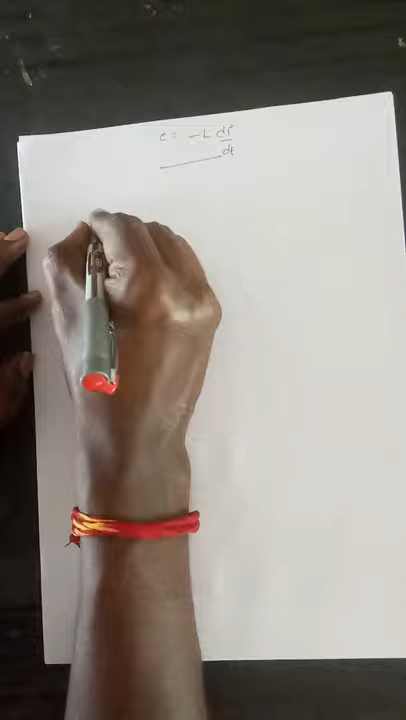 e = -L di/dt